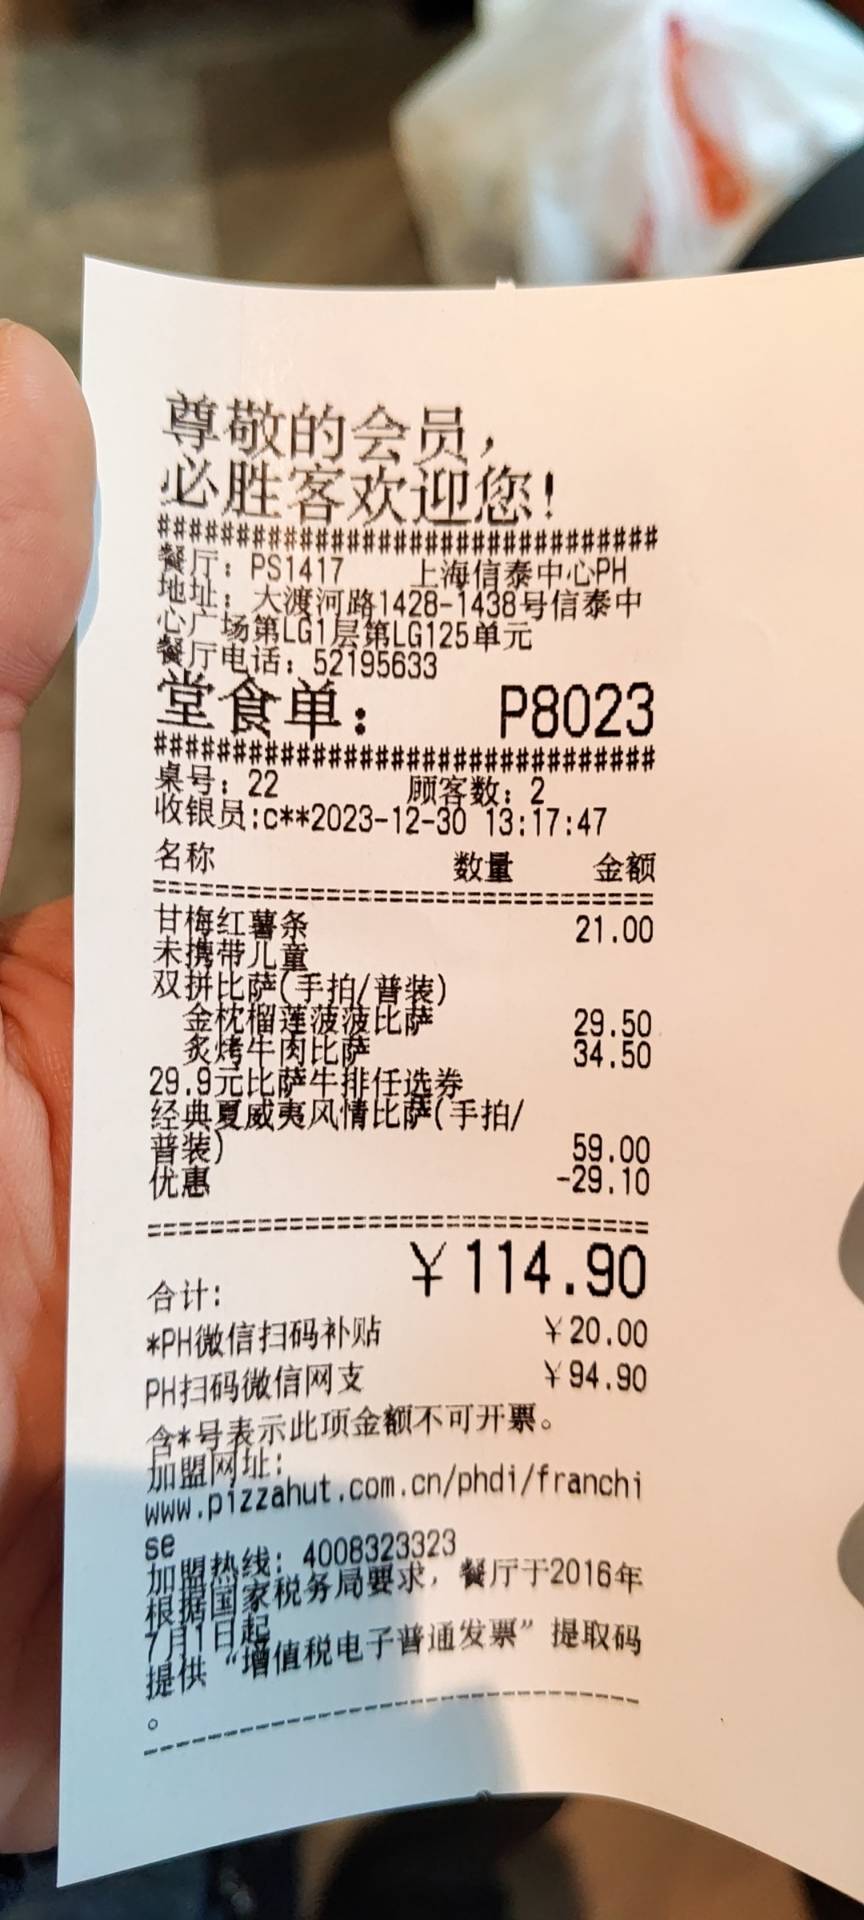 尊敬的会员,
必胜客欢迎您!
################################
餐厅: PS1417 上海信泰中心PH
地址: 大渡河路1428-1438号信泰中
心广场第LG1层第LG125单元
餐厅电话: 52195633
堂食单: P8023
################################
桌号: 22 顾客数: 2
收银员:c**2023-12-30 13:17:47
名称 数量 金额
================================
甘梅红薯条 21.00
未携带儿童
双拼比萨(手拍/普装)
金枕榴莲菠菠比萨 29.50
炙烤牛肉比萨 34.50
29.9元比萨牛排任选券
经典夏威夷风情比萨(手拍/
普装) 59.00
优惠 -29.10
================================
合计: ￥114.90
*PH微信扫码补贴 ￥20.00
PH扫码微信网支 ￥94.90
含*号表示此项金额不可开票。
加盟网址:
www.pizzahut.com.cn/phdi/franchi
se
加盟热线: 4008323323
根据国家税务局要求, 餐厅于2016年
7月1日起
提供“增值税电子普通发票”提取码
。
--------------------------------